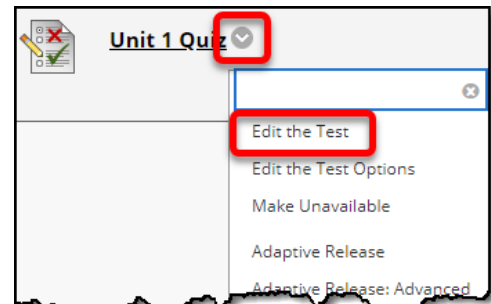 Unit 1 Quiz
Edit the Test
Edit the Test Options
Make Unavailable
Adaptive Release
Adaptive Release: Advanced